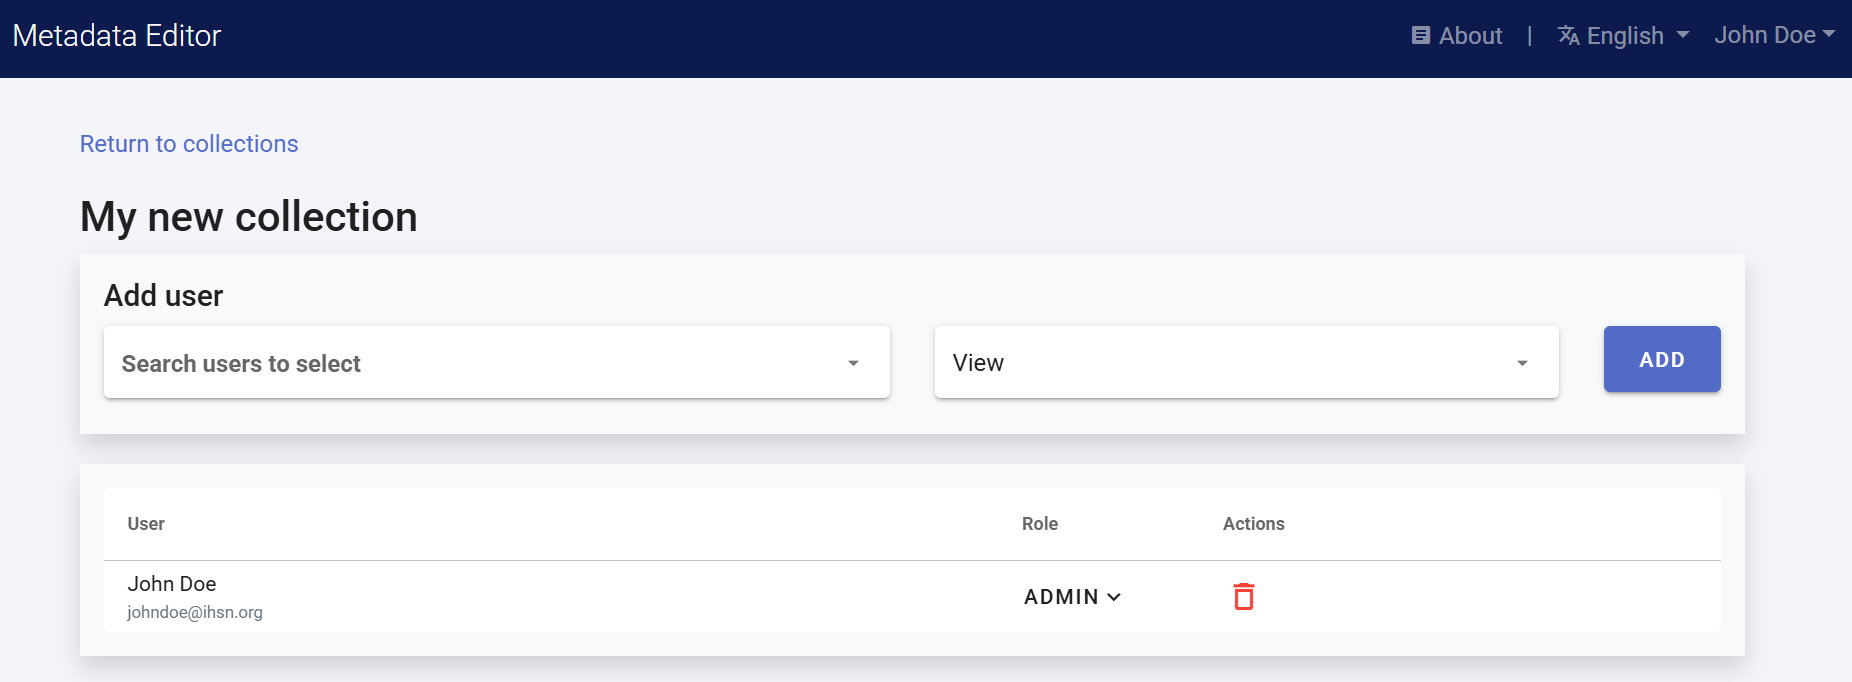 Metadata Editor
About | English John Doe
Return to collections
My new collection
Add user
Search users to select View ADD
User Role Actions
John Doe
johndoe@ihsn.org
ADMIN